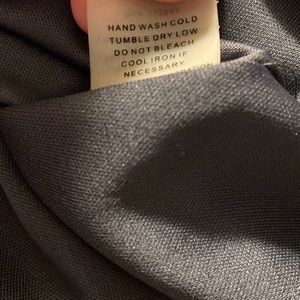 HAND WASH COLD
TUMBLE DRY LOW
DO NOT BLEACH
COOL IRON IF
NECESSARY